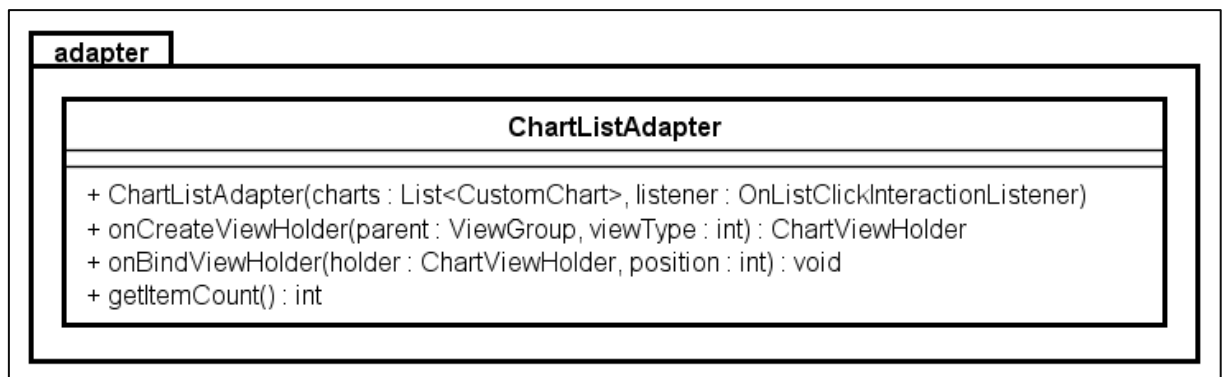 adapter
ChartListAdapter
+ ChartListAdapter(charts : List<CustomChart>, listener : OnListClickInteractionListener)
+ onCreateViewHolder(parent : ViewGroup, viewType : int) : ChartViewHolder
+ onBindViewHolder(holder : ChartViewHolder, position : int) : void
+ getItemCount() : int